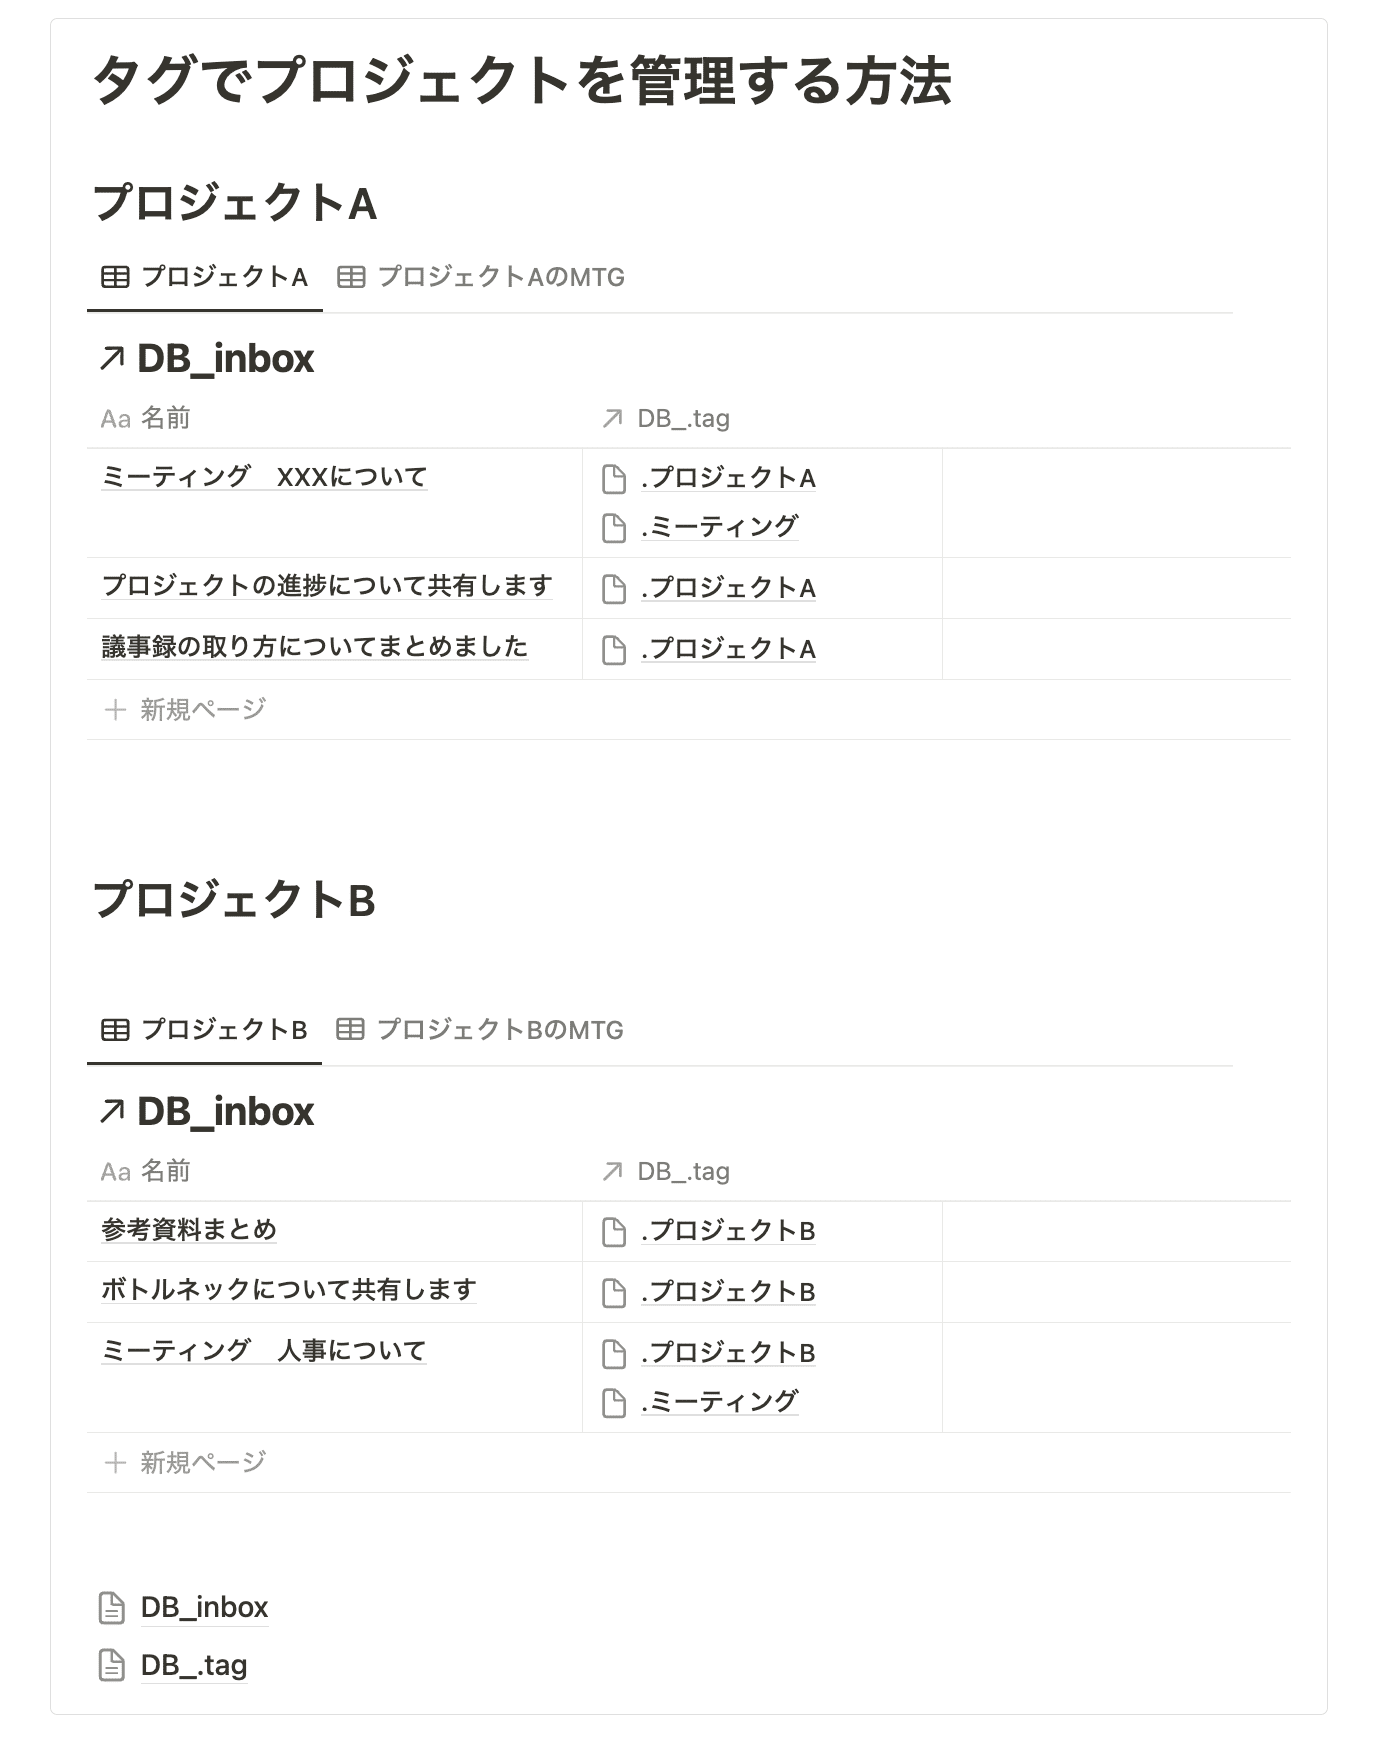 タグでプロジェクトを管理する方法
プロジェクトA
プロジェクトA プロジェクトAのMTG
DB_inbox
Aa 名前 DB_.tag
ミーティング　XXXについて .プロジェクトA
.ミーティング
プロジェクトの進捗について共有します .プロジェクトA
議事録の取り方についてまとめました .プロジェクトA
新規ページ
プロジェクトB
プロジェクトB プロジェクトBのMTG
DB_inbox
Aa 名前 DB_.tag
参考資料まとめ .プロジェクトB
ボトルネックについて共有します .プロジェクトB
ミーティング　人事について .プロジェクトB
.ミーティング
新規ページ
DB_inbox
DB_.tag